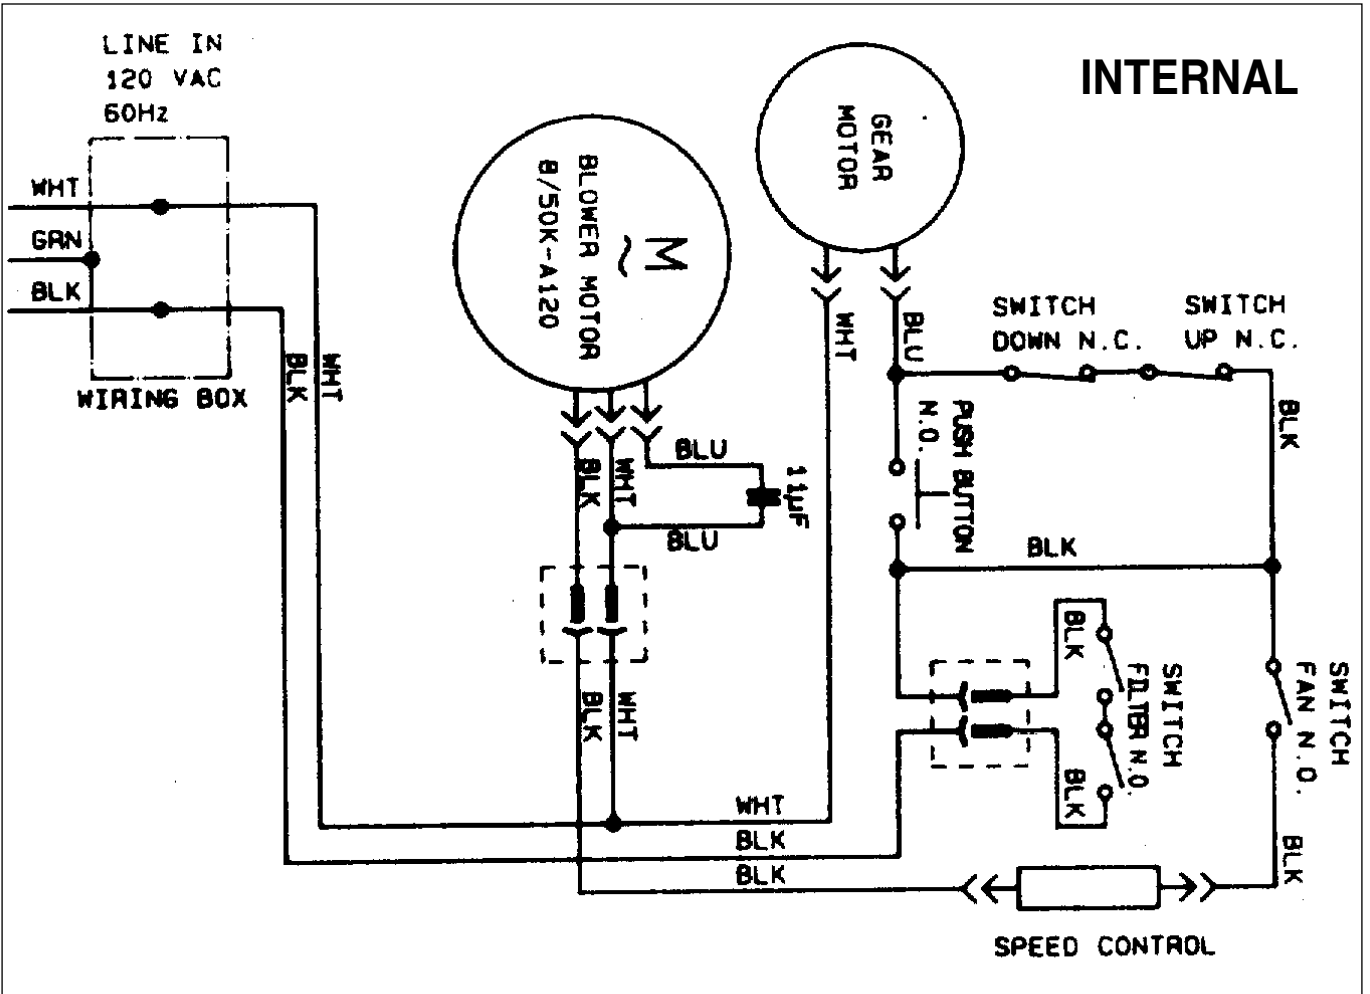 LINE IN
120 VAC
60Hz
INTERNAL
WHT
GRN
BLK
WIRING BOX
BLK
WHT
BLOWER MOTOR
8/50K-A120
M
~
GEAR
MOTOR
WHT
BLU
SWITCH
DOWN N.C.
SWITCH
UP N.C.
BLK
PUSH BUTTON
N.O.
BLK
WHT
BLU
11µF
BLU
BLK
BLK
WHT
BLK
SWITCH
FILTER N.O.
BLK
SWITCH
FAN N.O.
WHT
BLK
BLK
BLK
SPEED CONTROL